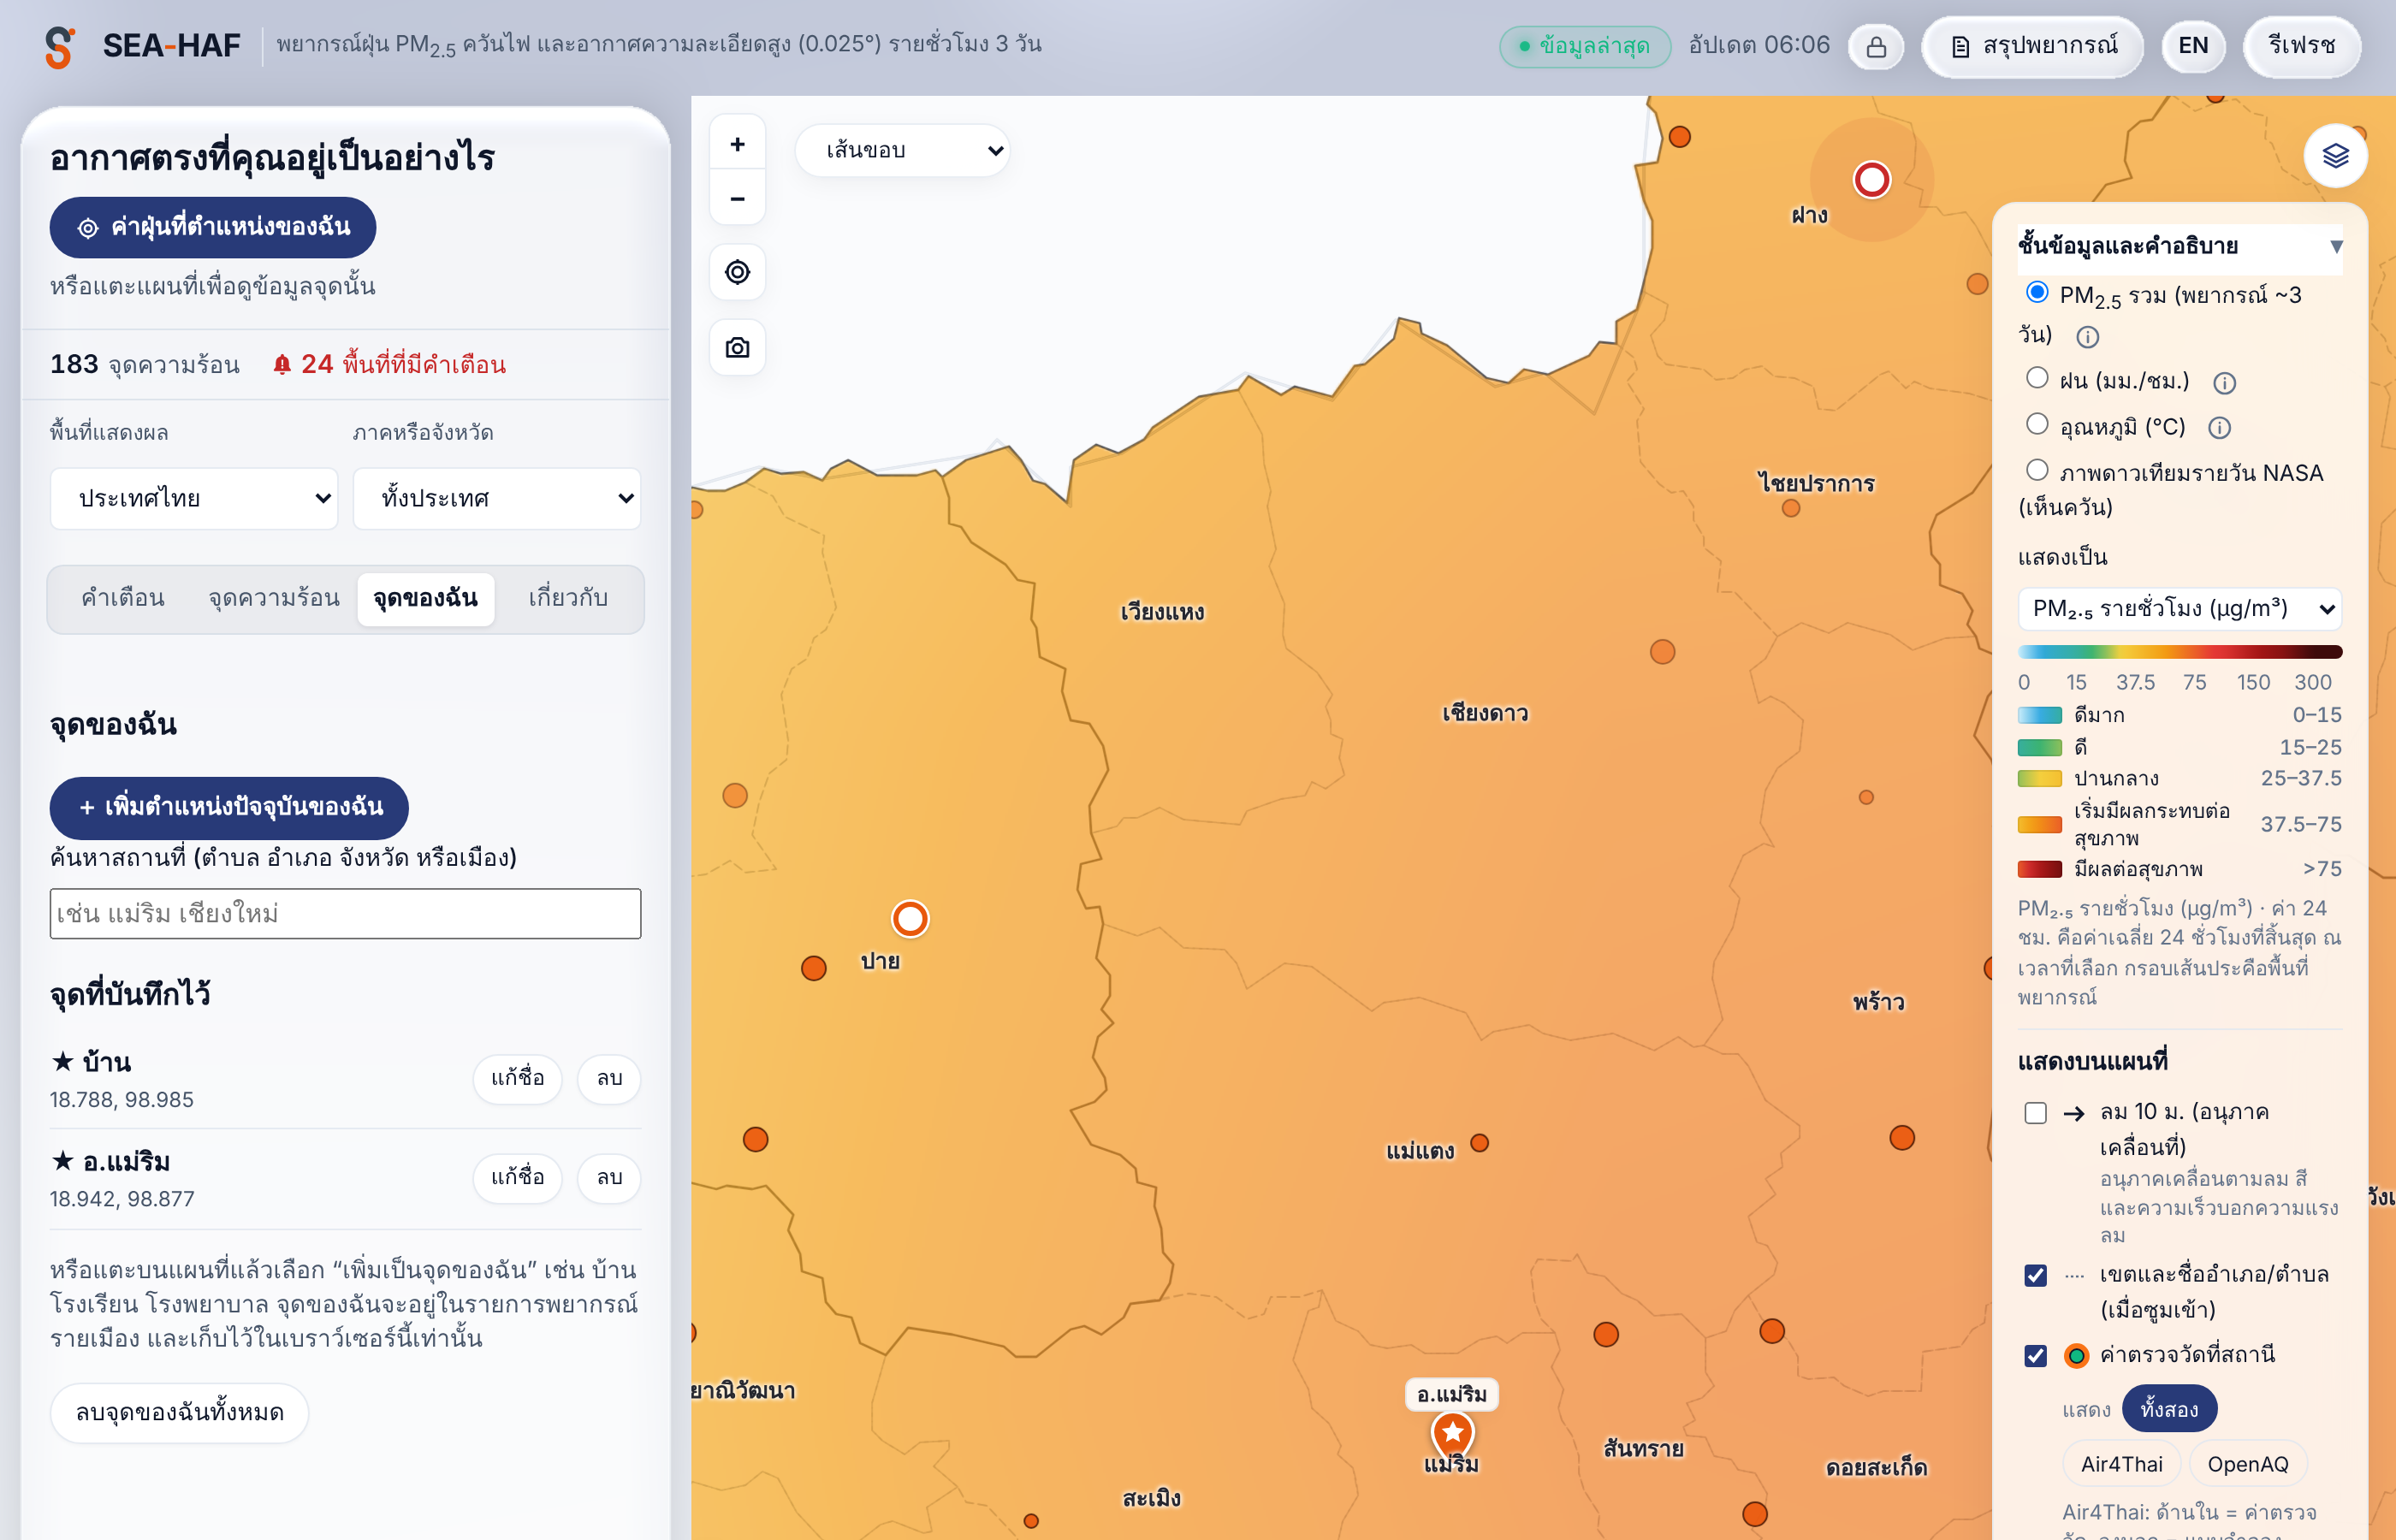 SEA-HAF
พยากรณ์ฝุ่น PM2.5 ควันไฟ และอากาศความละเอียดสูง (0.025°) รายชั่วโมง 3 วัน
ข้อมูลล่าสุด
อัปเดต 06:06
สรุปพยากรณ์
EN
รีเฟรช
อากาศตรงที่คุณอยู่เป็นอย่างไร
ค่าฝุ่นที่ตำแหน่งของฉัน
หรือแตะแผนที่เพื่อดูข้อมูลจุดนั้น
183 จุดความร้อน 24 พื้นที่ที่มีคำเตือน
พื้นที่แสดงผล ภาคหรือจังหวัด
ประเทศไทย ทั้งประเทศ
คำเตือน จุดความร้อน จุดของฉัน เกี่ยวกับ
จุดของฉัน
+ เพิ่มตำแหน่งปัจจุบันของฉัน
ค้นหาสถานที่ (ตำบล อำเภอ จังหวัด หรือเมือง)
เช่น แม่ริม เชียงใหม่
จุดที่บันทึกไว้
★ บ้าน
18.788, 98.985
แก้ชื่อ ลบ
★ อ.แม่ริม
18.942, 98.877
แก้ชื่อ ลบ
หรือแตะบนแผนที่แล้วเลือก “เพิ่มเป็นจุดของฉัน” เช่น บ้าน
โรงเรียน โรงพยาบาล จุดของฉันจะอยู่ในรายการพยากรณ์
รายเมือง และเก็บไว้ในเบราว์เซอร์นี้เท่านั้น
ลบจุดของฉันทั้งหมด
+
−
เส้นขอบ
ฝาง
ไชยปราการ
เวียงแหง
เชียงดาว
ปาย
พร้าว
แม่แตง
ยาณิวัฒนา
อ.แม่ริม
แม่ริม
สันทราย
ดอยสะเก็ด
สะเมิง
ชั้นข้อมูลและคำอธิบาย ▼
PM2.5 รวม (พยากรณ์ ~3
วัน)
ฝน (มม./ชม.)
อุณหภูมิ (°C)
ภาพดาวเทียมรายวัน NASA
(เห็นควัน)
แสดงเป็น
PM₂.₅ รายชั่วโมง (µg/m³)
0 15 37.5 75 150 300
ดีมาก 0–15
ดี 15–25
ปานกลาง 25–37.5
เริ่มมีผลกระทบต่อ
สุขภาพ 37.5–75
มีผลต่อสุขภาพ >75
PM₂.₅ รายชั่วโมง (µg/m³) · ค่า 24
ชม. คือค่าเฉลี่ย 24 ชั่วโมงที่สิ้นสุด ณ
เวลาที่เลือก กรอบเส้นประคือพื้นที่
พยากรณ์
แสดงบนแผนที่
ลม 10 ม. (อนุภาค
เคลื่อนที่)
อนุภาคเคลื่อนตามลม สี
และความเร็วบอกความแรง
ลม
เขตและชื่ออำเภอ/ตำบล
(เมื่อซูมเข้า)
ค่าตรวจวัดที่สถานี
แสดง ทั้งสอง
Air4Thai OpenAQ
Air4Thai: ด้านใน = ค่าตรวจ